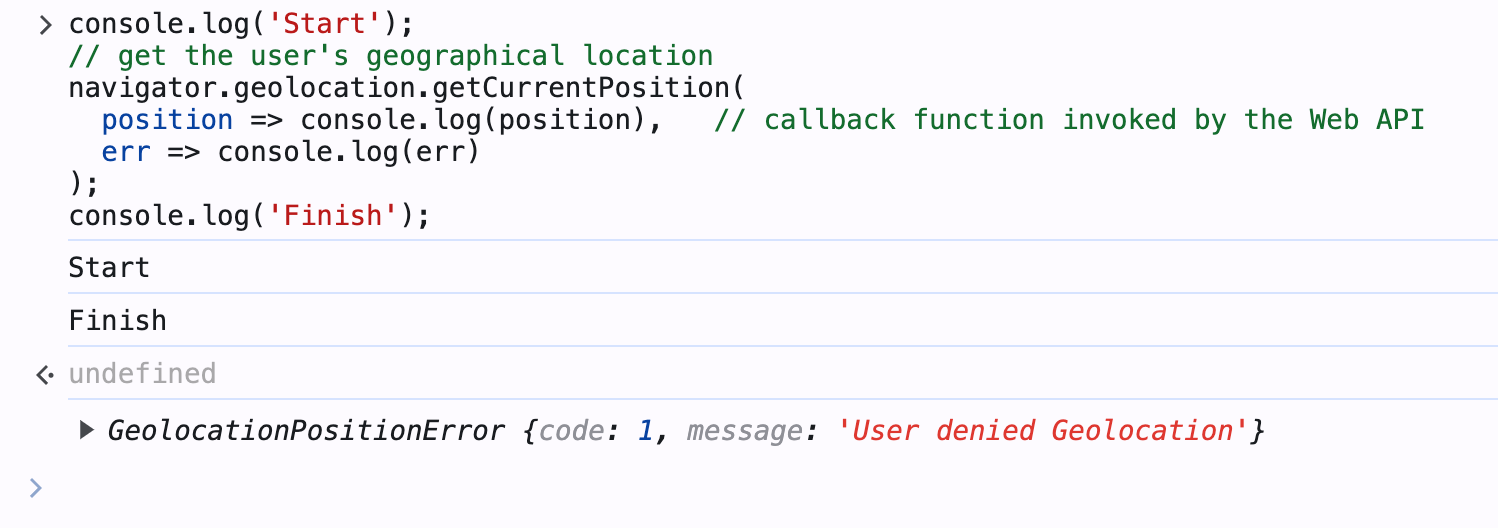 console.log('Start');
// get the user's geographical location
navigator.geolocation.getCurrentPosition(
  position => console.log(position),   // callback function invoked by the Web API
  err => console.log(err)
);
console.log('Finish');
Start
Finish
undefined
GeolocationPositionError {code: 1, message: 'User denied Geolocation'}